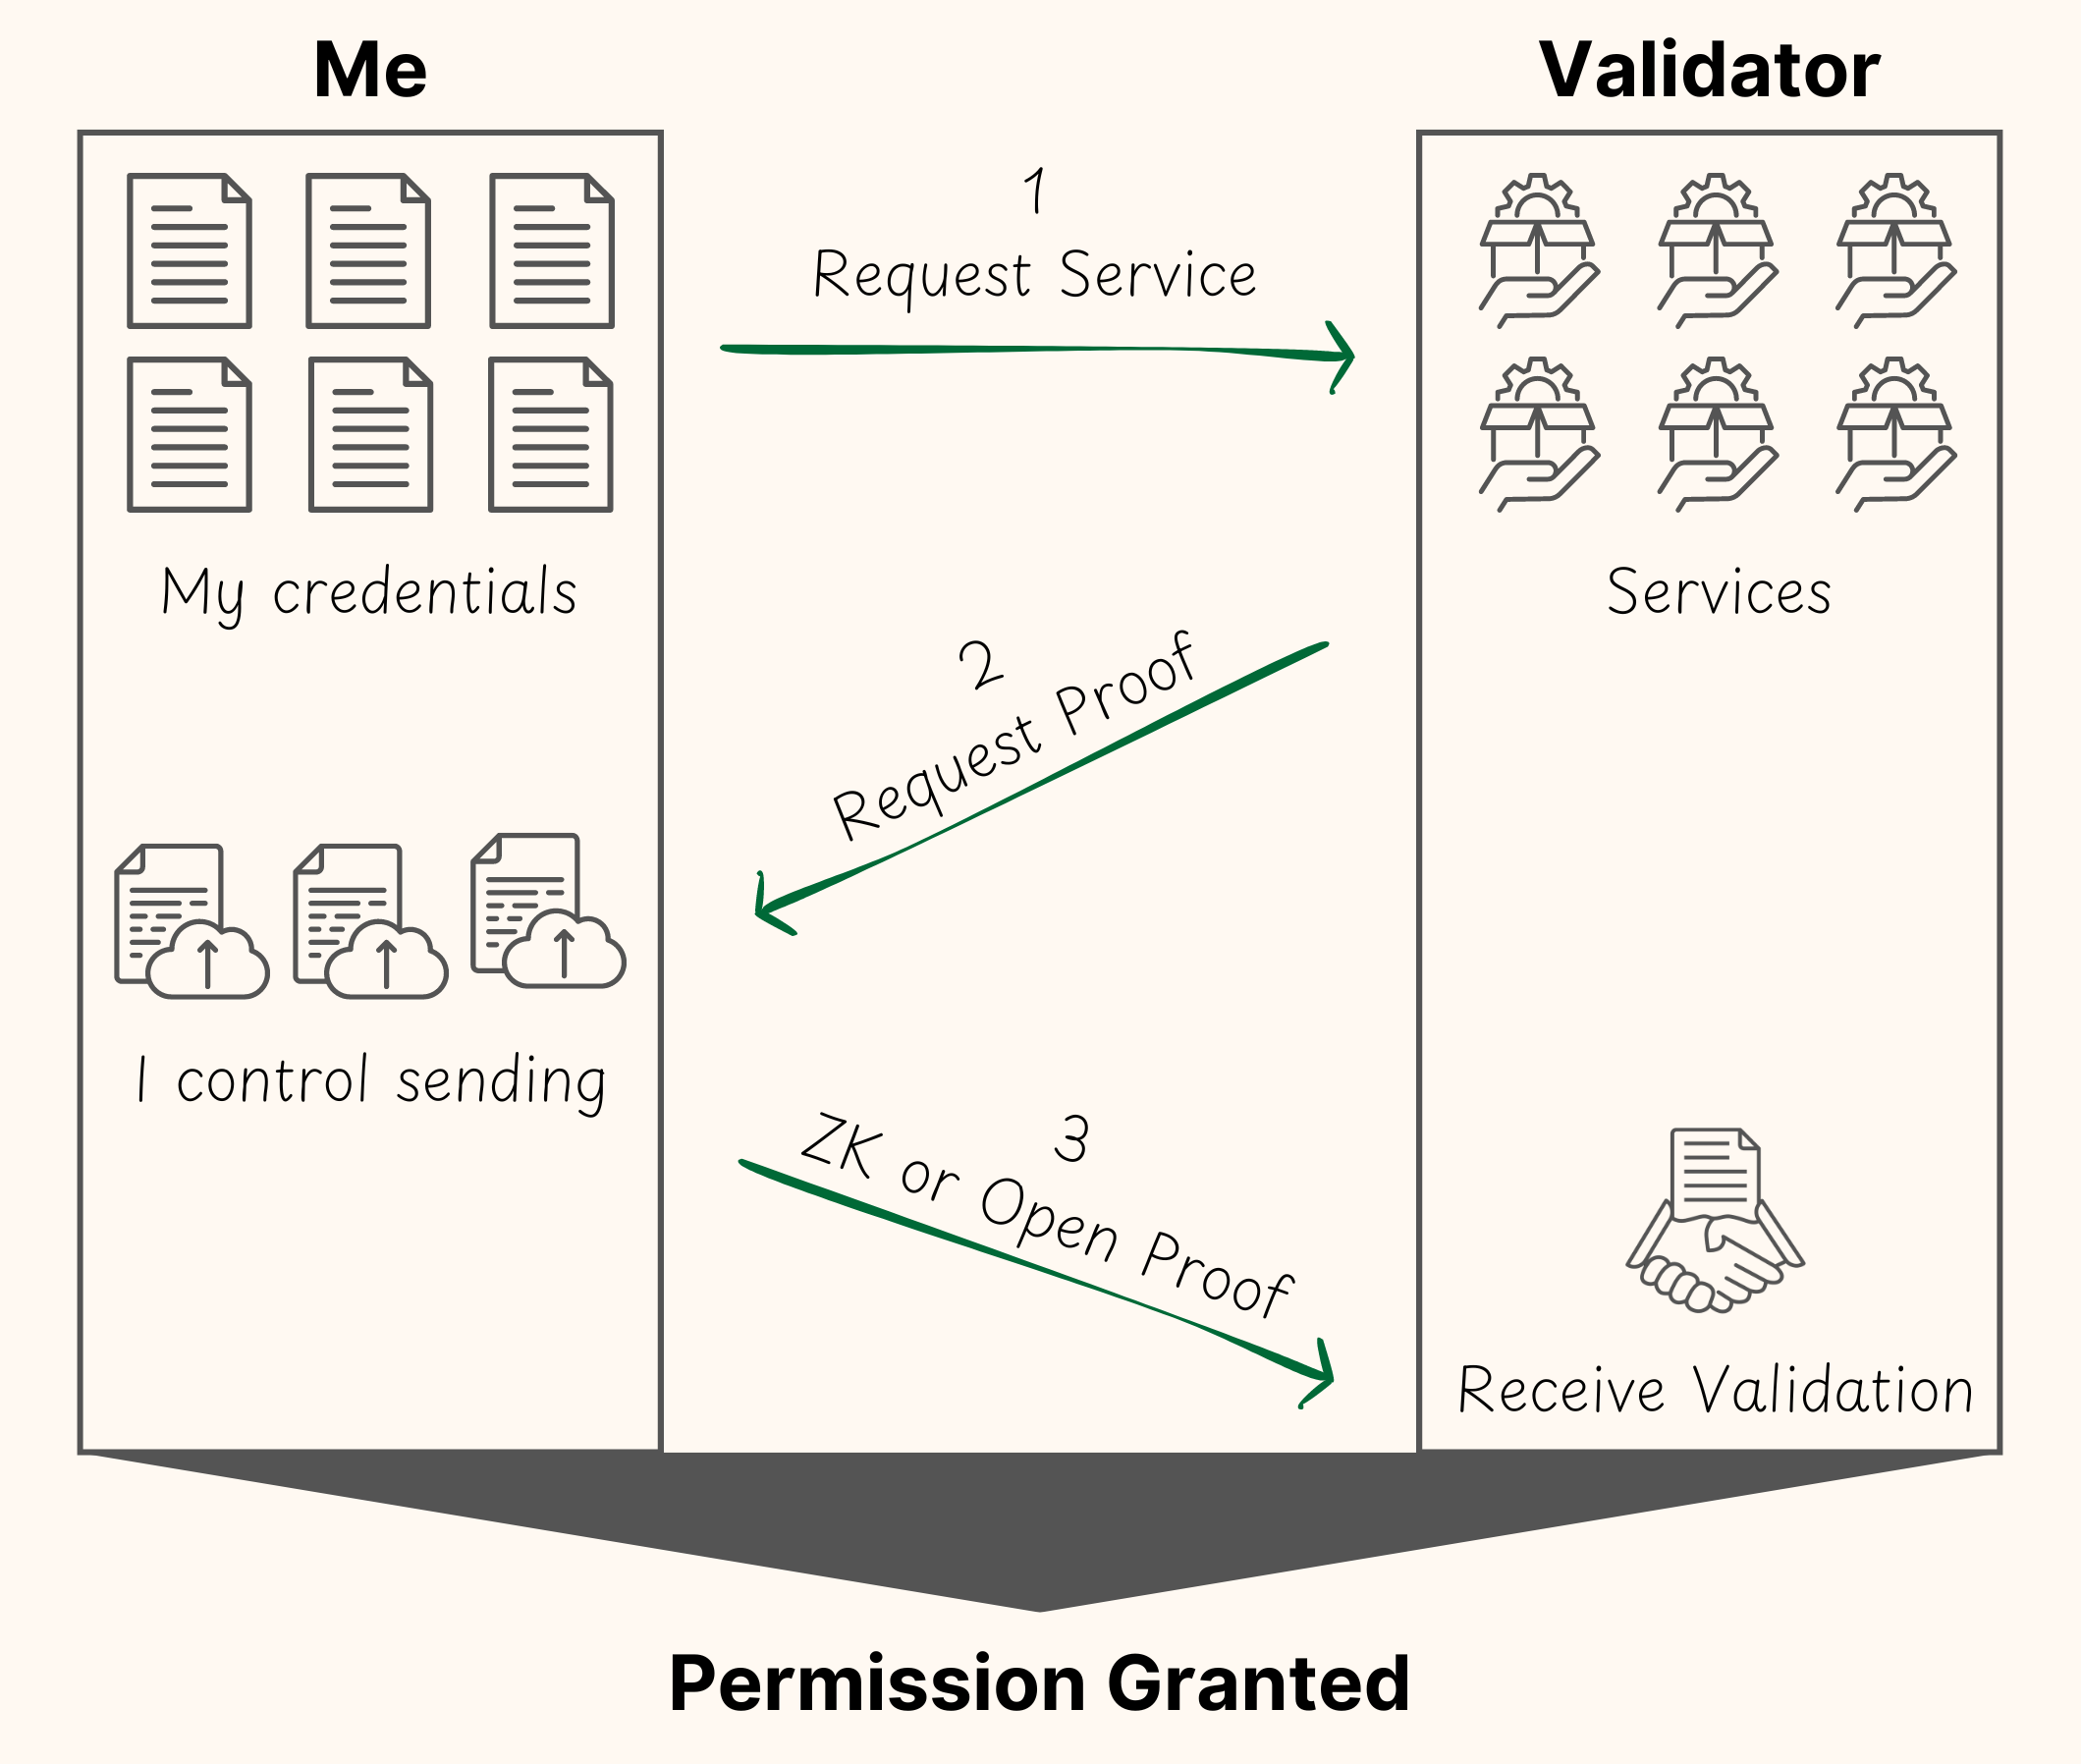 Me
Validator
1
Request Service
My credentials
Services
2
Request Proof
I control sending
3
ZK or Open Proof
Receive Validation
Permission Granted